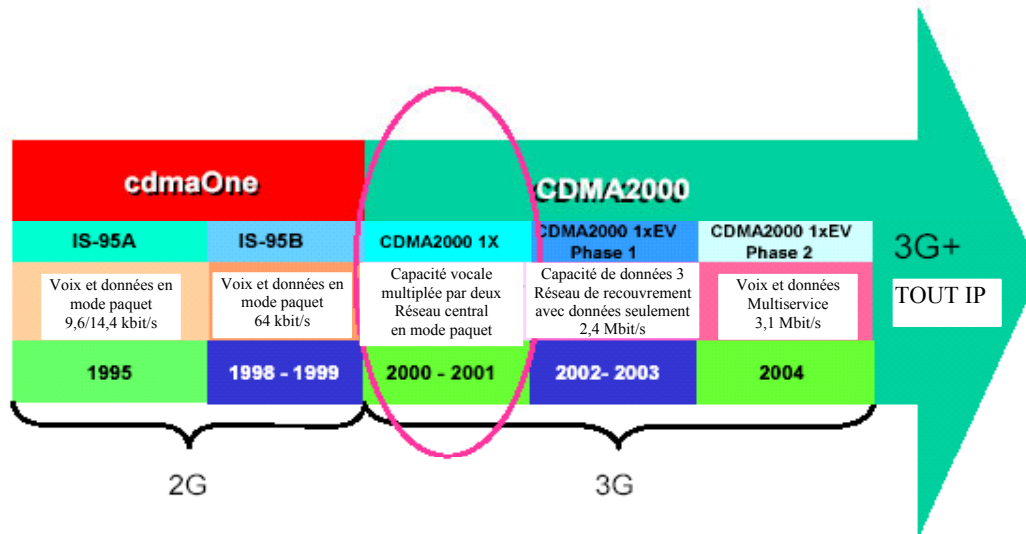 cdmaOne
CDMA2000
IS-95A
IS-95B
CDMA2000 1X
CDMA2000 1xEV
Phase 1
CDMA2000 1xEV
Phase 2
3G+
TOUT IP
Voix et données en
mode paquet
9,6/14,4 kbit/s
Voix et données en
mode paquet
64 kbit/s
Capacité vocale
multiplée par deux
Réseau central
en mode paquet
Capacité de données 3
Réseau de recouvrement
avec données seulement
2,4 Mbit/s
Voix et données
Multiservice
3,1 Mbit/s
1995
1998 - 1999
2000 - 2001
2002- 2003
2004
2G
3G